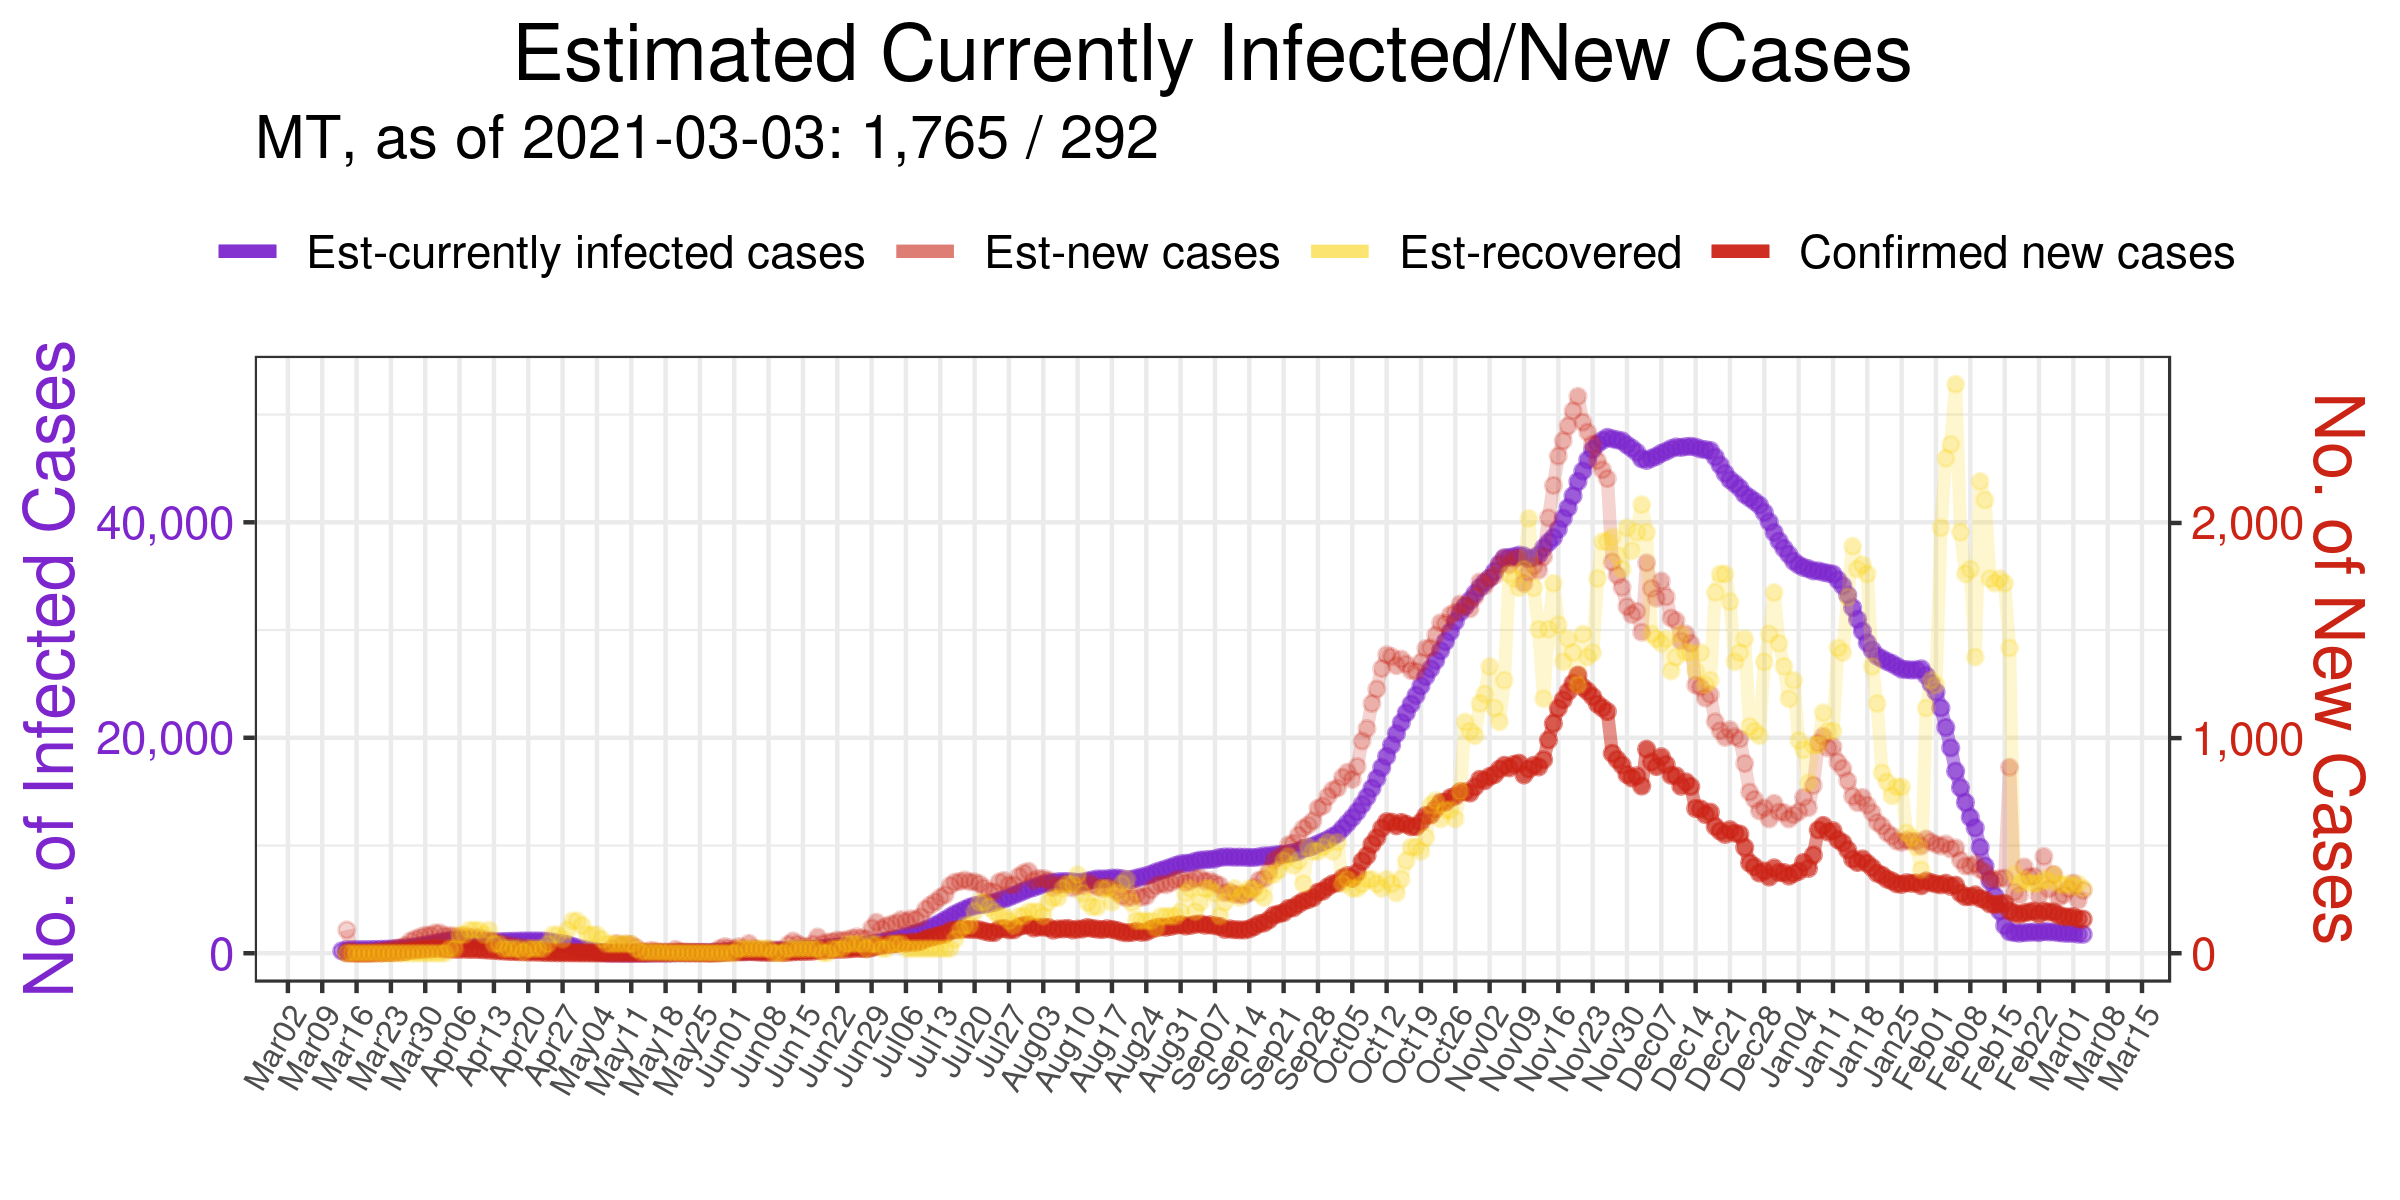 Estimated Currently Infected/New Cases
MT, as of 2021-03-03: 1,765 / 292
Est-currently infected cases
Est-new cases
Est-recovered
Confirmed new cases
No. of Infected Cases
40,000
20,000
0
2,000
1,000
0
No. of New Cases
Mar02
Mar09
Mar16
Mar23
Mar30
Apr06
Apr13
Apr20
Apr27
May04
May11
May18
May25
Jun01
Jun08
Jun15
Jun22
Jun29
Jul06
Jul13
Jul20
Jul27
Aug03
Aug10
Aug17
Aug24
Aug31
Sep07
Sep14
Sep21
Sep28
Oct05
Oct12
Oct19
Oct26
Nov02
Nov09
Nov16
Nov23
Nov30
Dec07
Dec14
Dec21
Dec28
Jan04
Jan11
Jan18
Jan25
Feb01
Feb08
Feb15
Feb22
Mar01
Mar08
Mar15